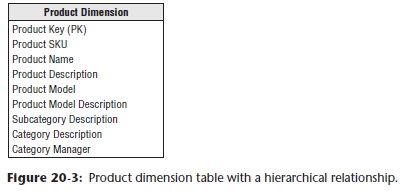 Product Dimension
Product Key (PK)
Product SKU
Product Name
Product Description
Product Model
Product Model Description
Subcategory Description
Category Description
Category Manager
Figure 20-3: Product dimension table with a hierarchical relationship.